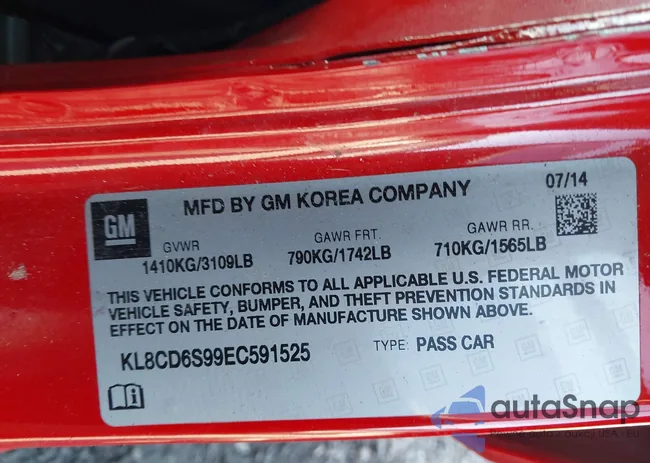 MFD BY GM KOREA COMPANY
07/14
GM
GVWR
GAWR FRT.
GAWR RR.
1410KG/3109LB
790KG/1742LB
710KG/1565LB
THIS VEHICLE CONFORMS TO ALL APPLICABLE U.S. FEDERAL MOTOR
VEHICLE SAFETY, BUMPER, AND THEFT PREVENTION STANDARDS IN
EFFECT ON THE DATE OF MANUFACTURE SHOWN ABOVE.
KL8CD6S99EC591525
TYPE: PASS CAR
autaSnap